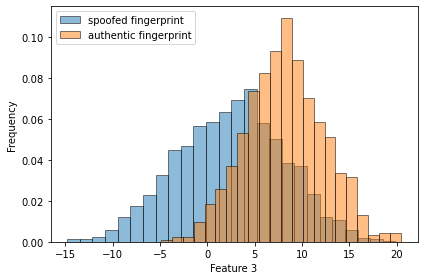 spoofed fingerprint
authentic fingerprint
0.10
0.08
0.06
0.04
0.02
0.00
Frequency
−15 −10 −5 0 5 10 15 20
Feature 3